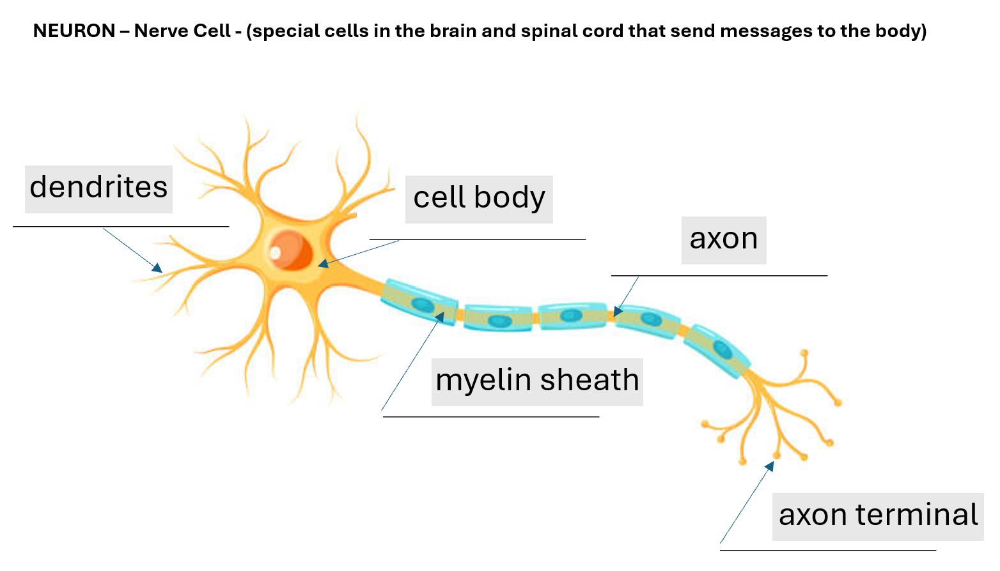 NEURON – Nerve Cell - (special cells in the brain and spinal cord that send messages to the body)
dendrites
cell body
axon
myelin sheath
axon terminal